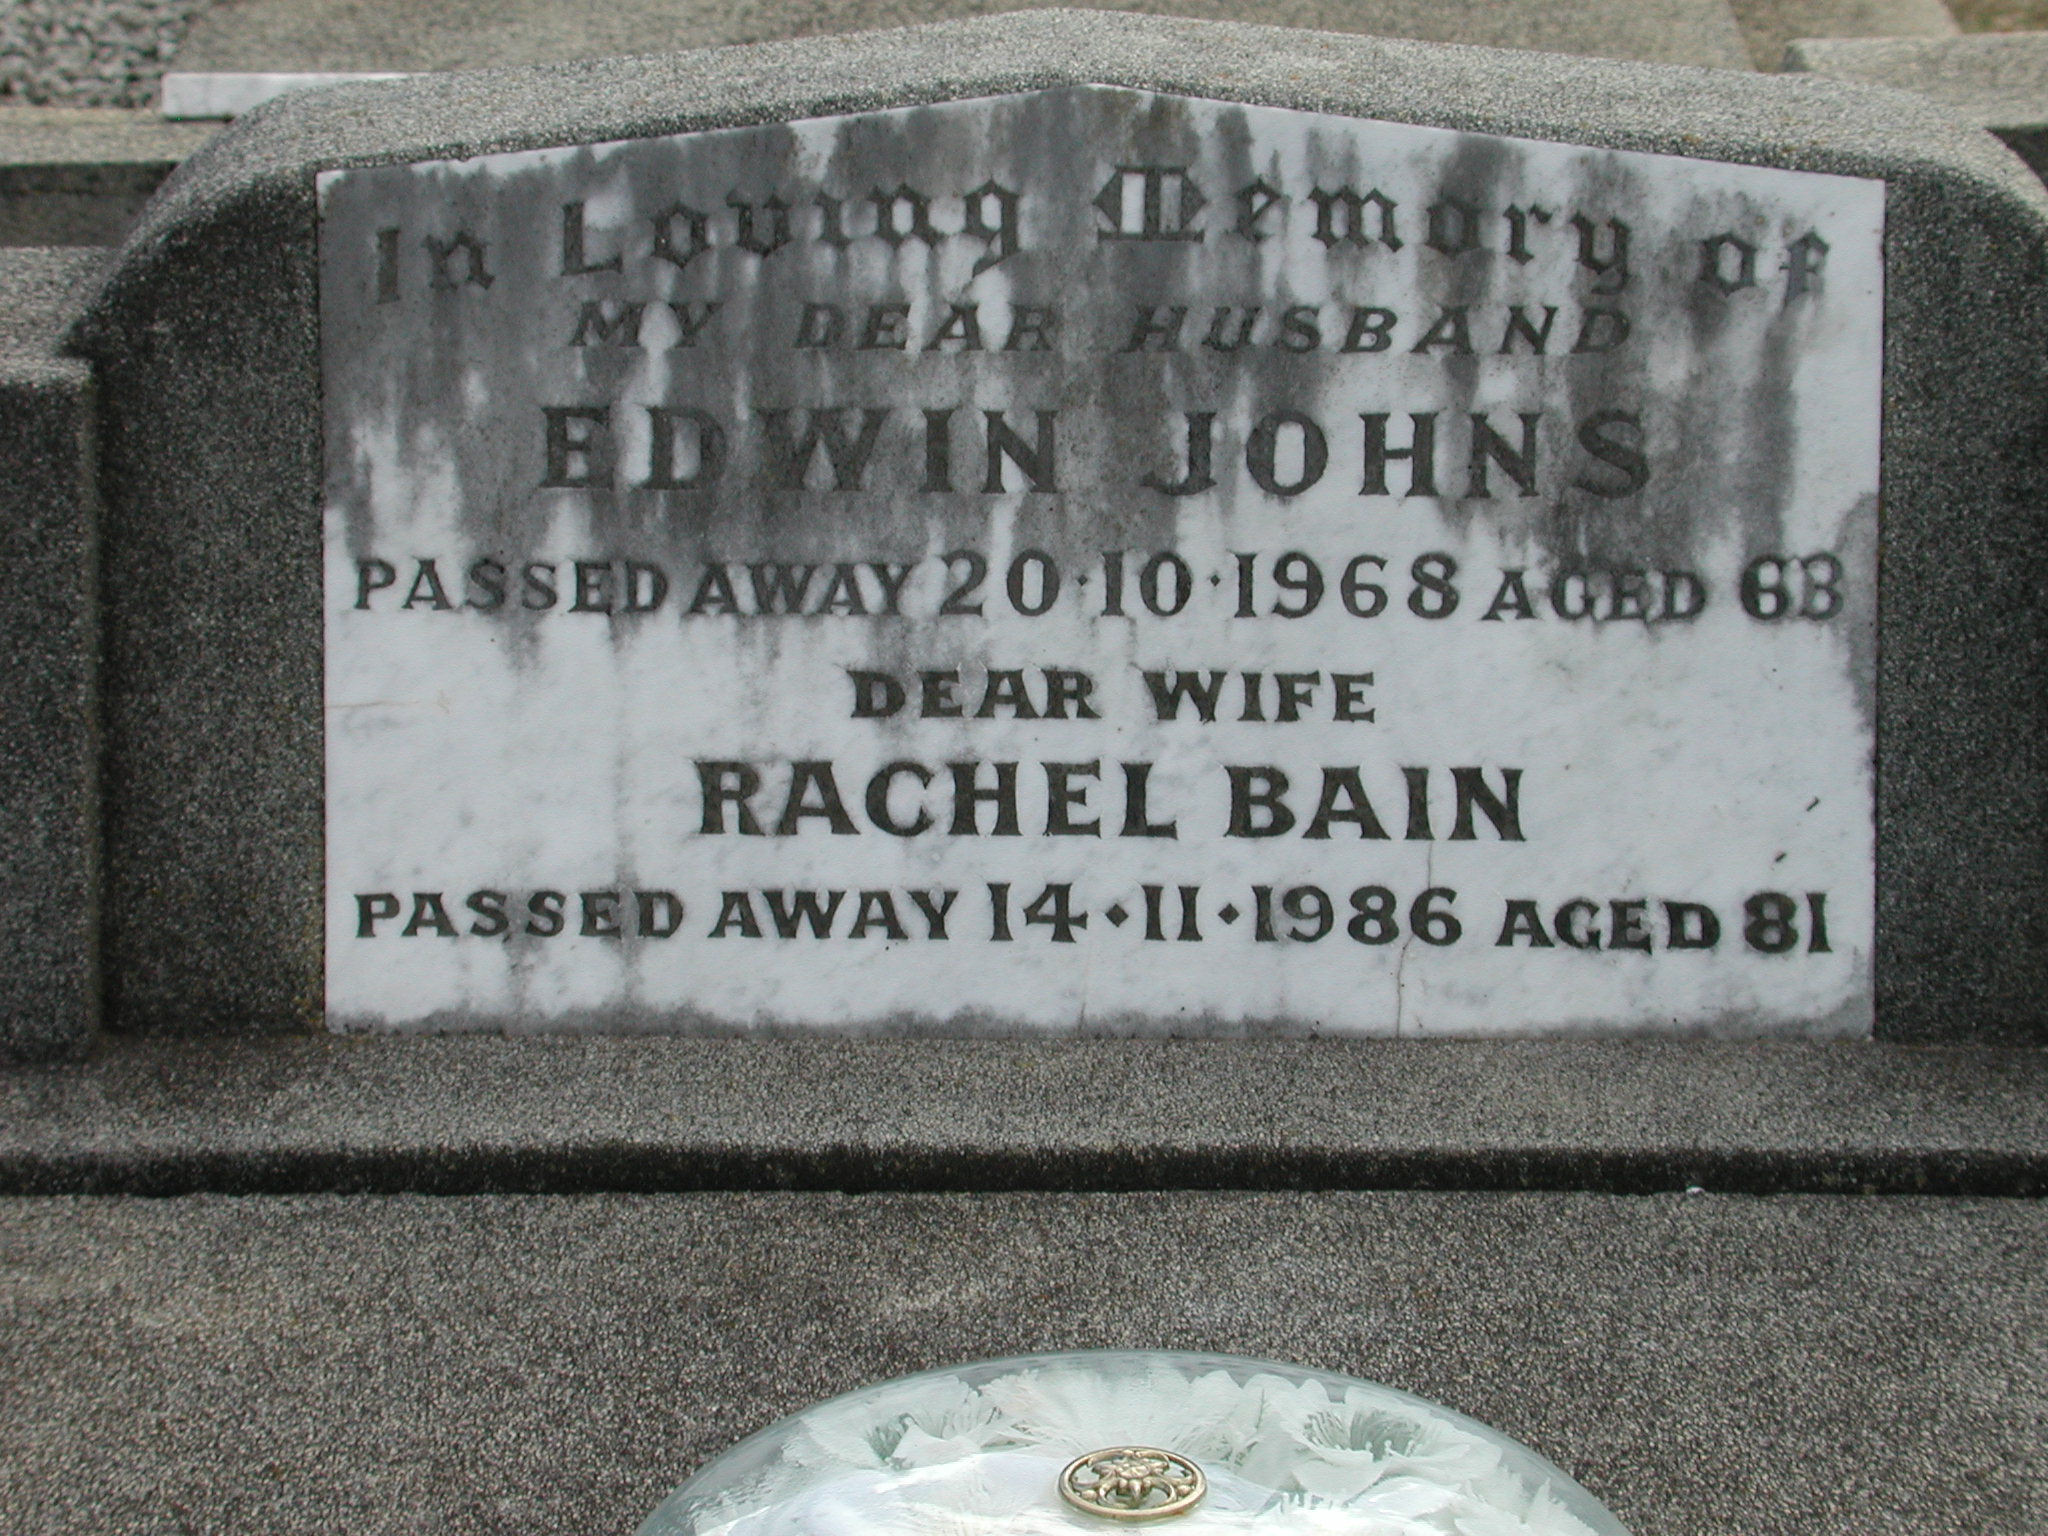 In Loving Memory of
MY DEAR HUSBAND
EDWIN JOHNS
PASSED AWAY 20·10·1968 AGED 63
DEAR WIFE
RACHEL BAIN
PASSED AWAY 14·11·1986 AGED 81